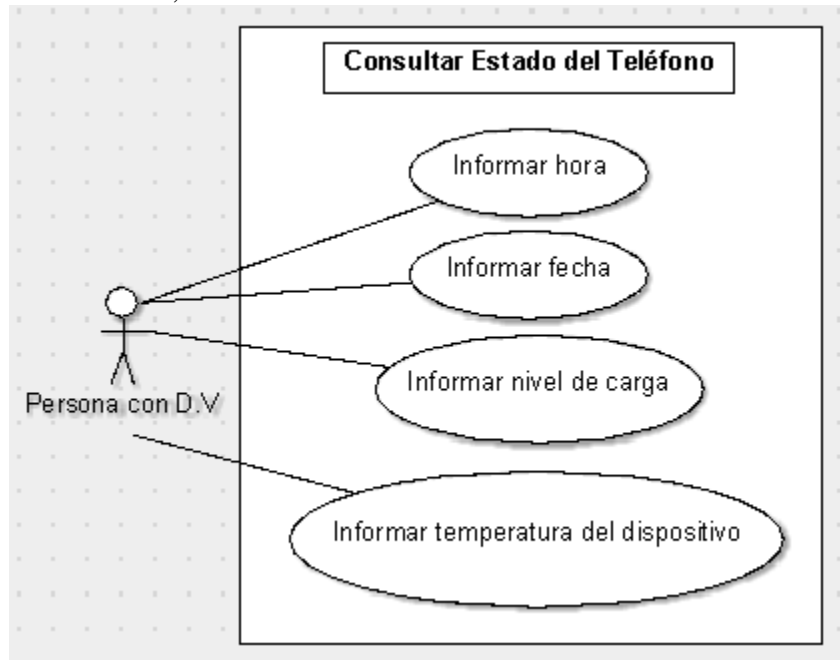 Consultar Estado del Teléfono
Informar hora
Informar fecha
Informar nivel de carga
Persona con D.V
Informar temperatura del dispositivo